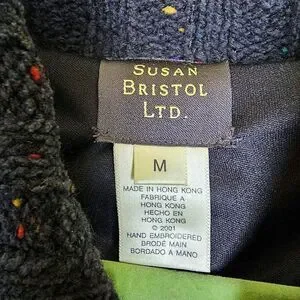 SUSAN
BRISTOL
LTD.
M
MADE IN HONG KONG
FABRIQUE A
HONG KONG
HECHO EN
HONG KONG
© 2001
HAND EMBROIDERED
BRODÉ MAIN
BORDADO A MANO